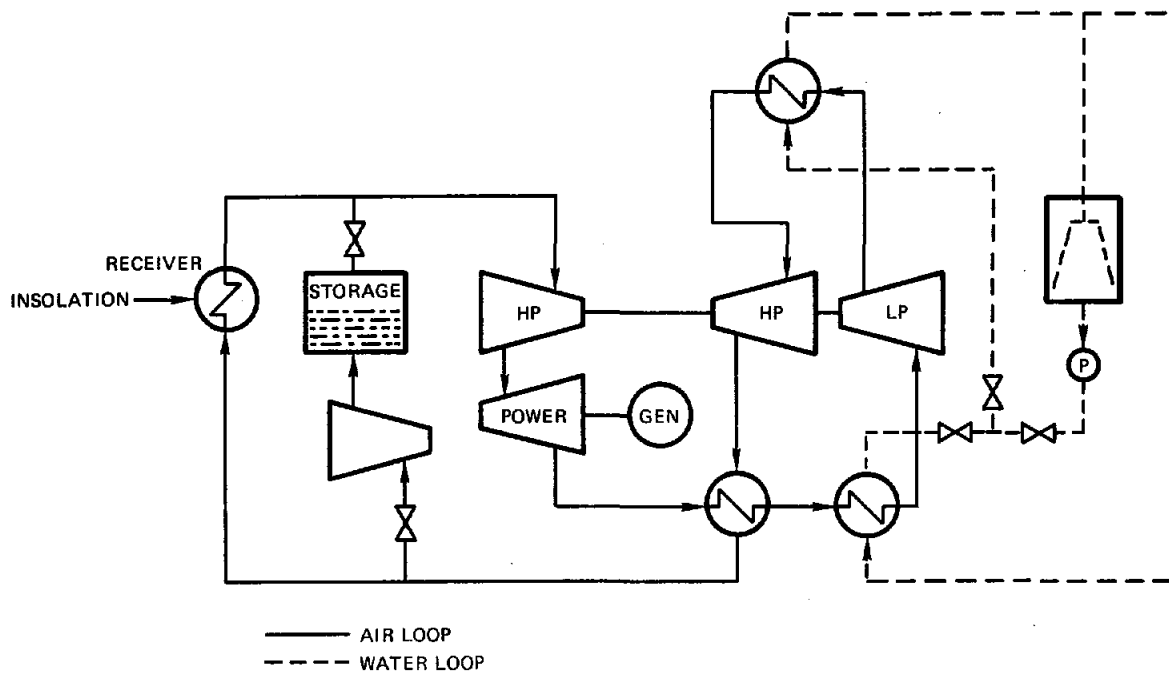 RECEIVER
INSOLATION
STORAGE
HP
HP
LP
POWER
GEN
P
AIR LOOP
WATER LOOP